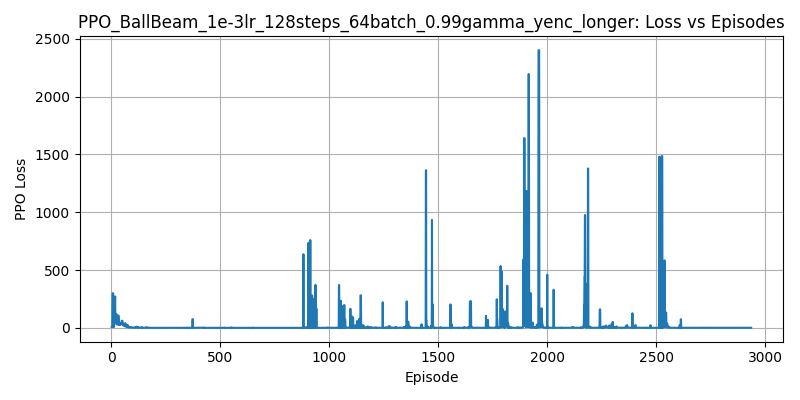 PPO_BallBeam_1e-3lr_128steps_64batch_0.99gamma_yenc_longer: Loss vs Episodes
2500
2000
1500
1000
500
0
PPO Loss
0 500 1000 1500 2000 2500 3000
Episode